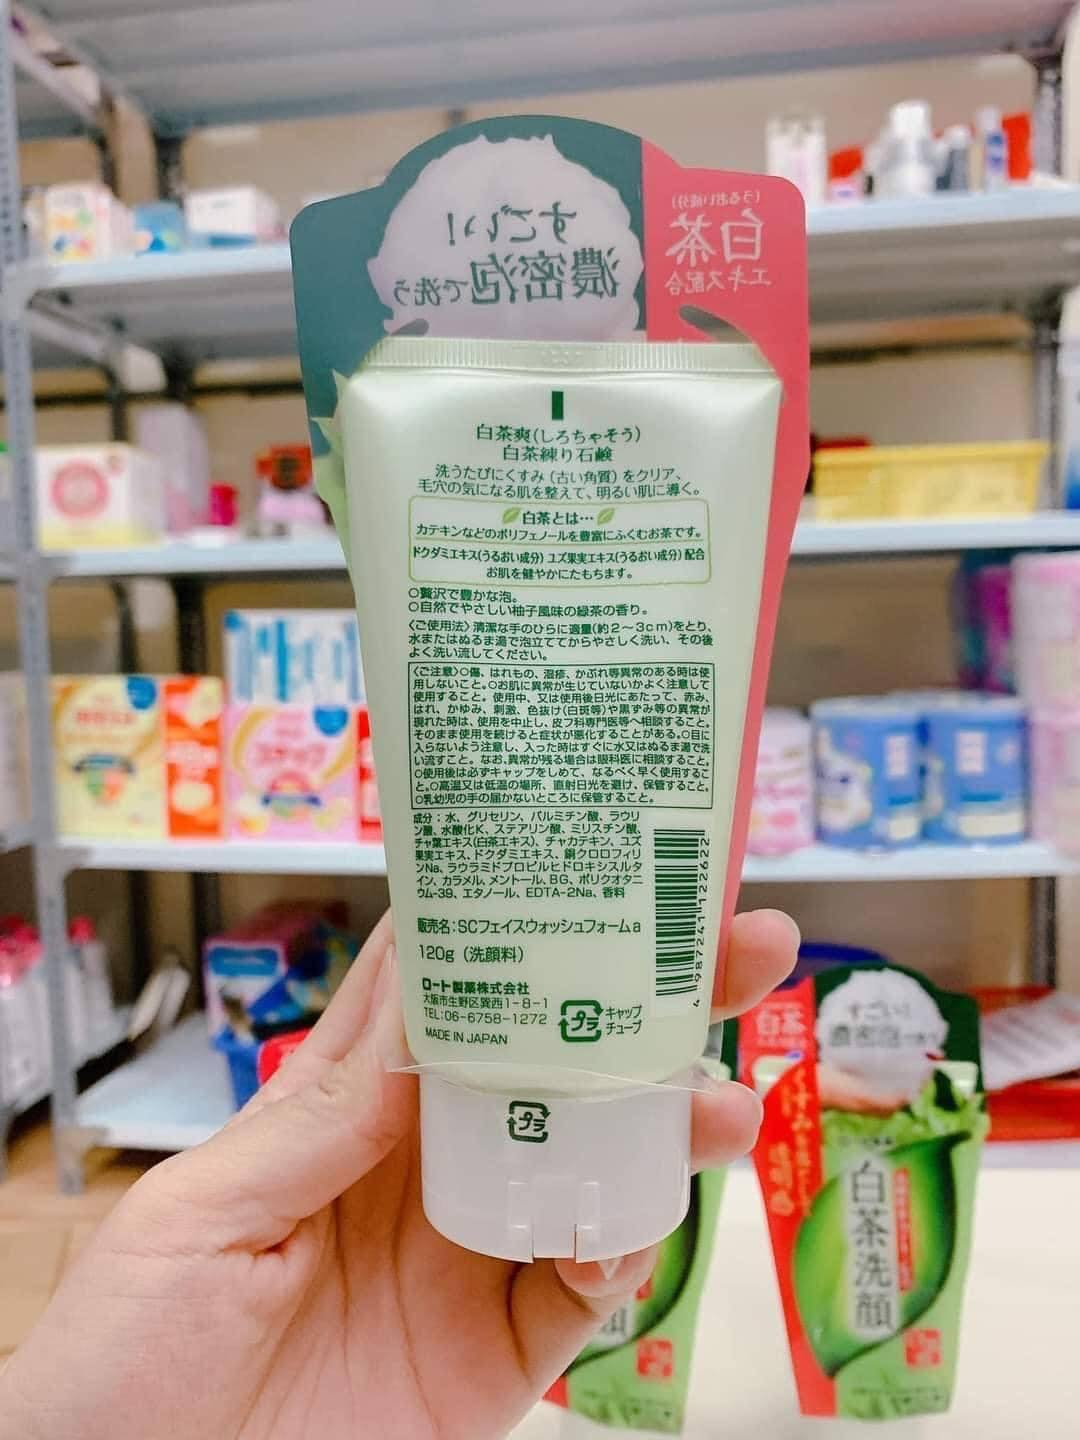 すごい!
濃密泡で洗う
(うるおい成分)
白茶
エキス配合
白茶爽(しろちゃそう)
白茶練り石鹸
洗うたびにくすみ(古い角質)をクリア、
毛穴の気になる肌を整えて、明るい肌に導く。
白茶とは…
カテキンなどのポリフェノールを豊富にふくむお茶です。
ドクダミエキス(うるおい成分) ユズ果実エキス(うるおい成分) 配合
お肌を健やかにたもちます。
○贅沢で豊かな泡。
○自然でやさしい柚子風味の緑茶の香り。
〈ご使用法〉清潔な手のひらに適量(約2〜3cm)をとり、
水またはぬるま湯で泡立ててからやさしく洗い、その後
よく洗い流してください。
〈ご注意〉○傷、はれもの、湿疹、かぶれ等異常のある時は使
用しないこと。○お肌に異常が生じていないかよく注意して
使用すること。使用中、又は使用後日光にあたって、赤み、
はれ、かゆみ、刺激、色抜け(白斑等)や黒ずみ等の異常が
現れた時は、使用を中止し、皮フ科専門医等へ相談すること。
そのまま使用を続けると症状が悪化することがある。○目に
入らないよう注意し、入った時はすぐに水又はぬるま湯で洗
い流すこと。なお、異常が残る場合は眼科医に相談すること。
○使用後は必ずキャップをしめて、なるべく早く使用するこ
と。○高温又は低温の場所、直射日光を避け、保管すること。
○乳幼児の手の届かないところに保管すること。
成分:水、グリセリン、パルミチン酸、ラウリ
ン酸、水酸化K、ステアリン酸、ミリスチン酸、
チャ葉エキス(白茶エキス)、チャカテキン、ユズ
果実エキス、ドクダミエキス、銅クロロフィリ
ンNa、ラウラミドプロピルヒドロキシスルタ
イン、カラメル、メントール、BG、ポリクオタニ
ウム-39、エタノール、EDTA-2Na、香料
販売名:SCフェイスウォッシュフォームa
120g(洗顔料)
ロート製薬株式会社
大阪市生野区巽西1-8-1
TEL:06-6758-1272
MADE IN JAPAN
プラ
キャップ
チューブ
4 987241 122622
プラ
すごい!
濃密泡で洗う
白茶
白茶洗顔